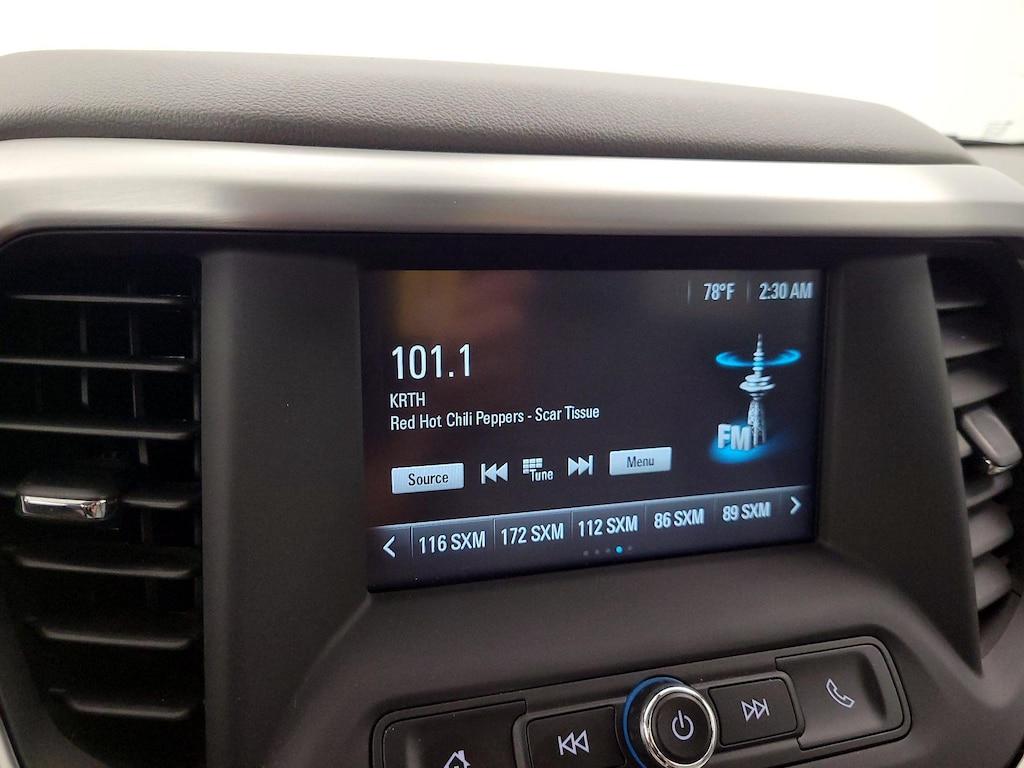 78°F 2:30 AM
101.1
KRTH
Red Hot Chili Peppers - Scar Tissue
FM
Source Tune Menu
116 SXM 172 SXM 112 SXM 86 SXM 89 SXM